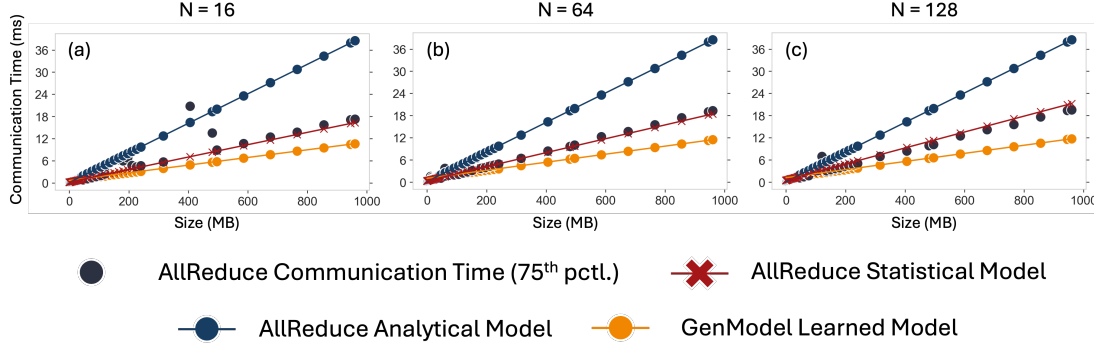 N = 16
N = 64
N = 128
Communication Time (ms)
(a)
(b)
(c)
36
30
24
18
12
6
0
36
30
24
18
12
6
0
36
30
24
18
12
6
0
0 200 400 600 800 1000
0 200 400 600 800 1000
0 200 400 600 800 1000
Size (MB)
Size (MB)
Size (MB)
AllReduce Communication Time (75th pctl.)
AllReduce Statistical Model
AllReduce Analytical Model
GenModel Learned Model